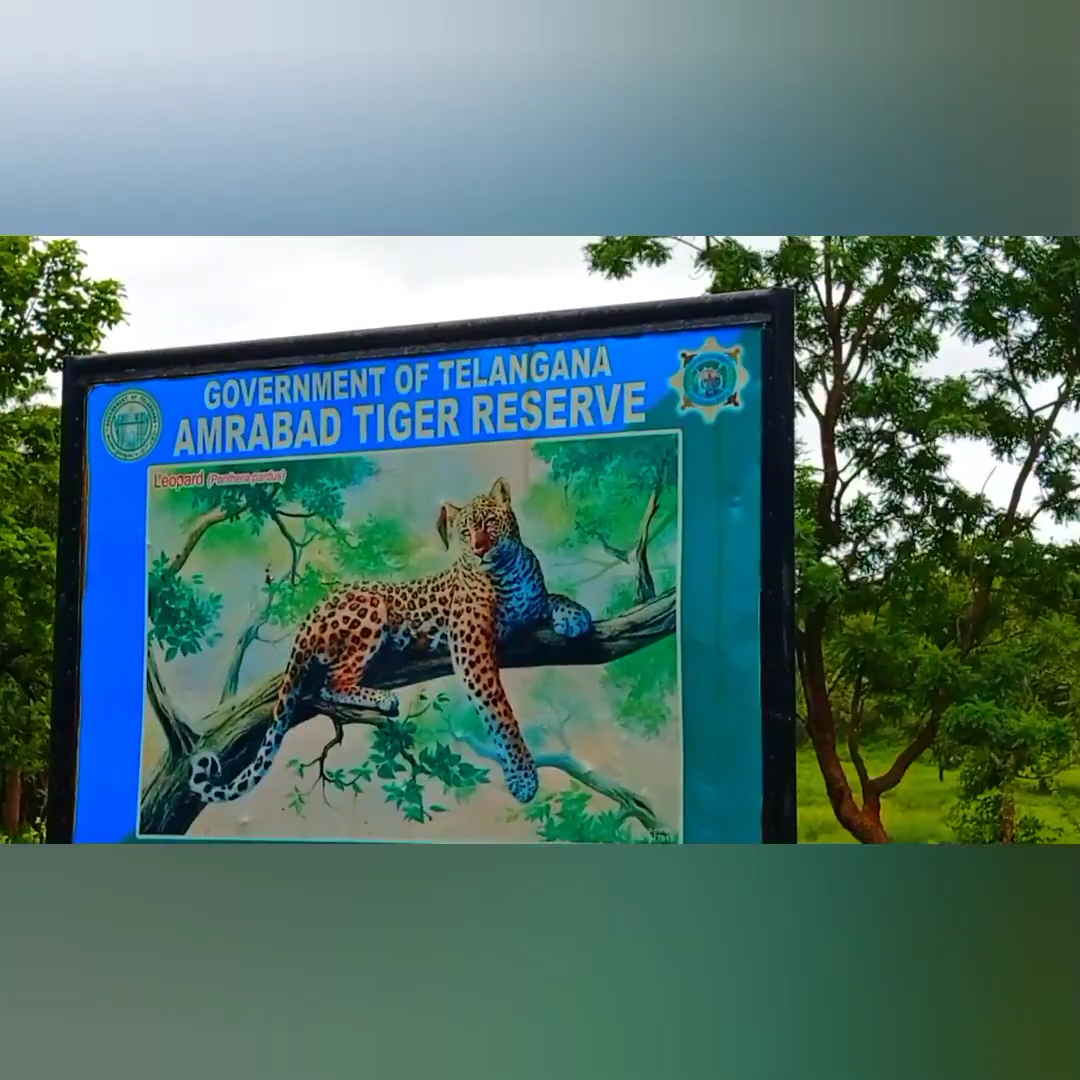 GOVERNMENT OF TELANGANA
AMRABAD TIGER RESERVE
Leopard (Panthera pardus)